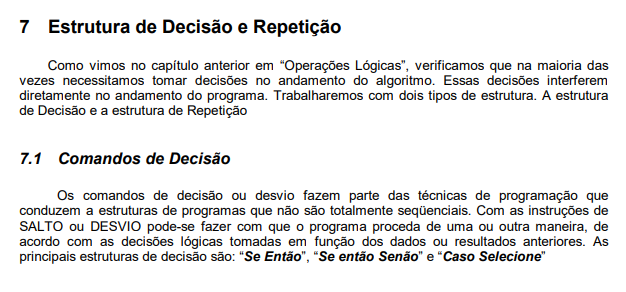 7 Estrutura de Decisão e Repetição
Como vimos no capítulo anterior em “Operações Lógicas”, verificamos que na maioria das
vezes necessitamos tomar decisões no andamento do algoritmo. Essas decisões interferem
diretamente no andamento do programa. Trabalharemos com dois tipos de estrutura. A estrutura
de Decisão e a estrutura de Repetição
7.1 Comandos de Decisão
Os comandos de decisão ou desvio fazem parte das técnicas de programação que
conduzem a estruturas de programas que não são totalmente seqüenciais. Com as instruções de
SALTO ou DESVIO pode-se fazer com que o programa proceda de uma ou outra maneira, de
acordo com as decisões lógicas tomadas em função dos dados ou resultados anteriores. As
principais estruturas de decisão são: “Se Então”, “Se então Senão” e “Caso Selecione”